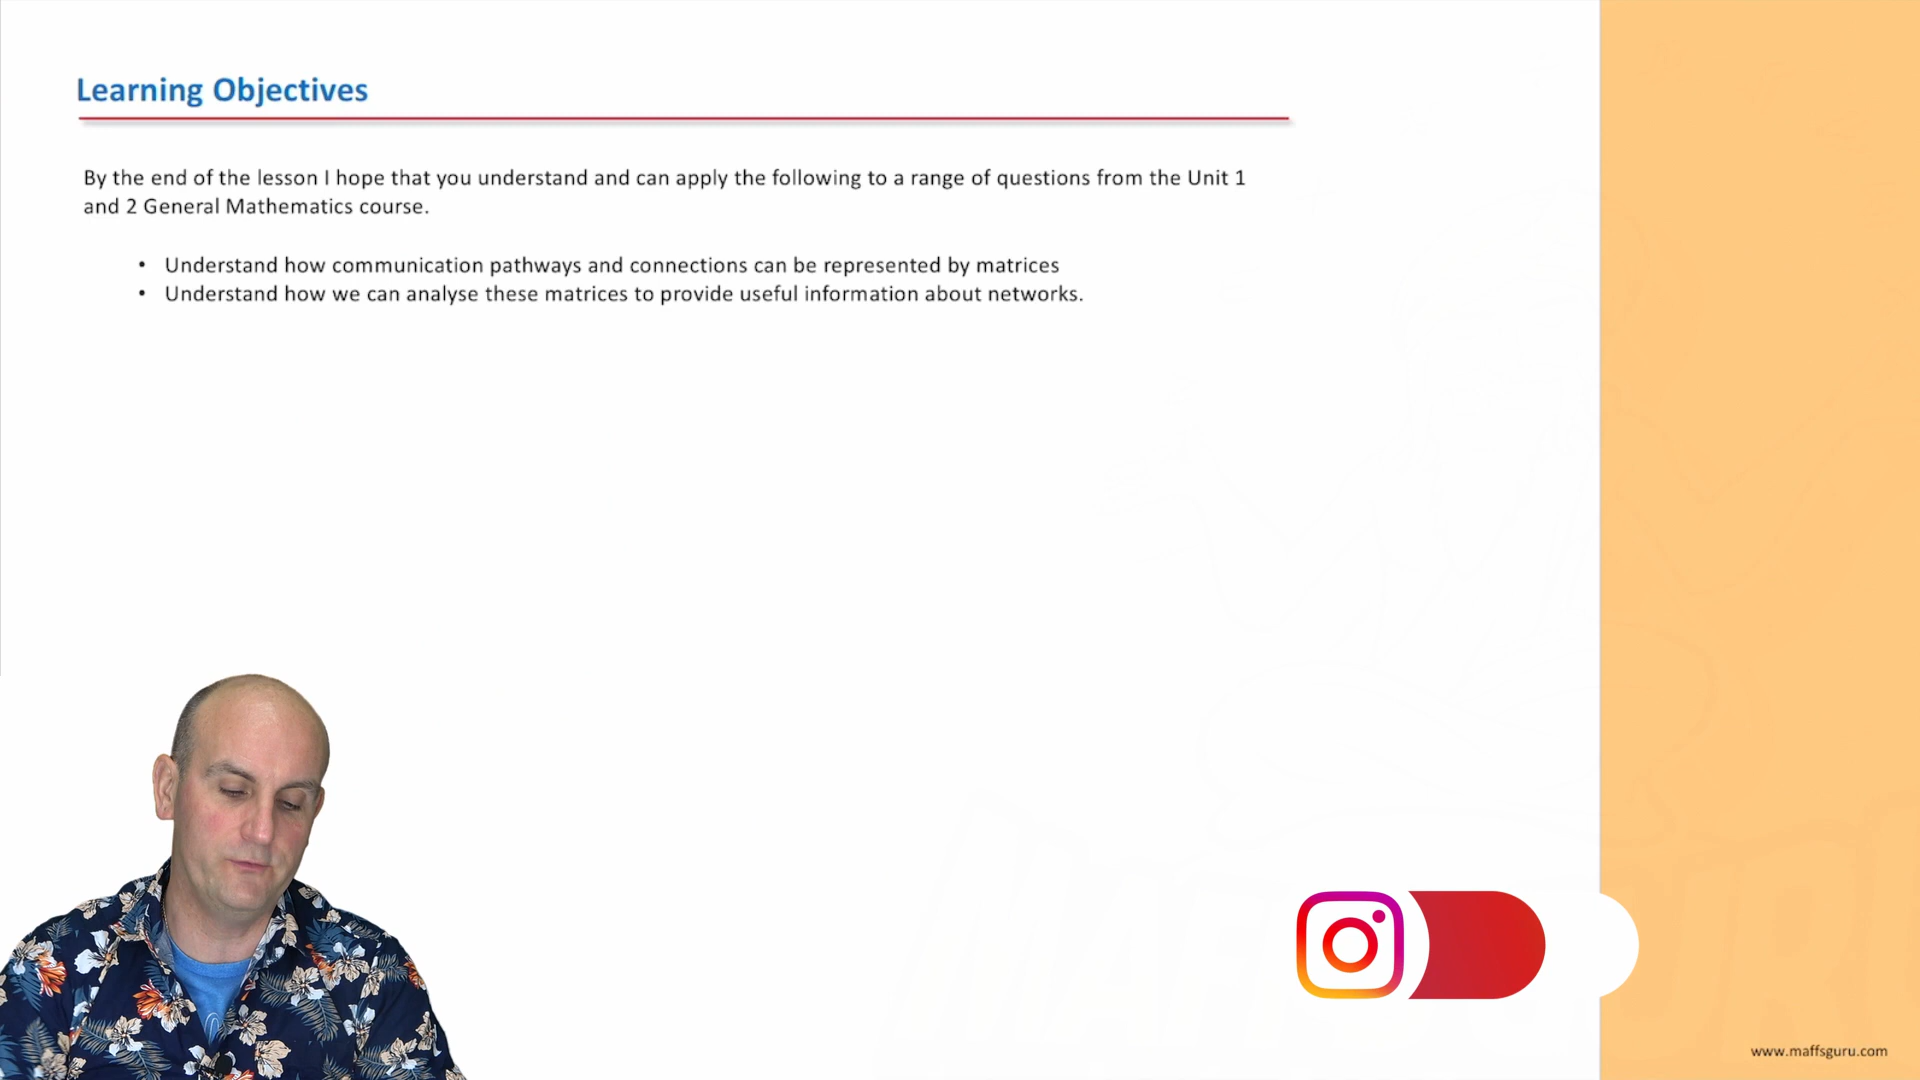 Learning Objectives
By the end of the lesson I hope that you understand and can apply the following to a range of questions from the Unit 1
and 2 General Mathematics course.
• Understand how communication pathways and connections can be represented by matrices
• Understand how we can analyse these matrices to provide useful information about networks.
www.maffsguru.com